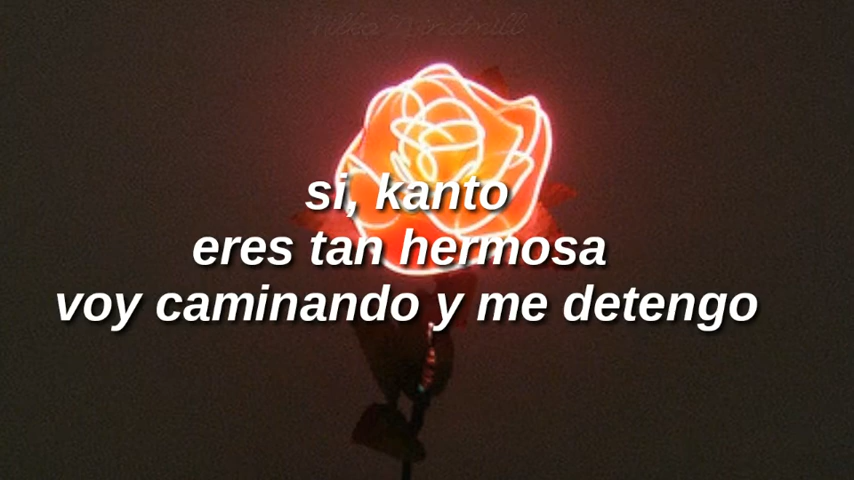 si, kanto
eres tan hermosa
voy caminando y me detengo